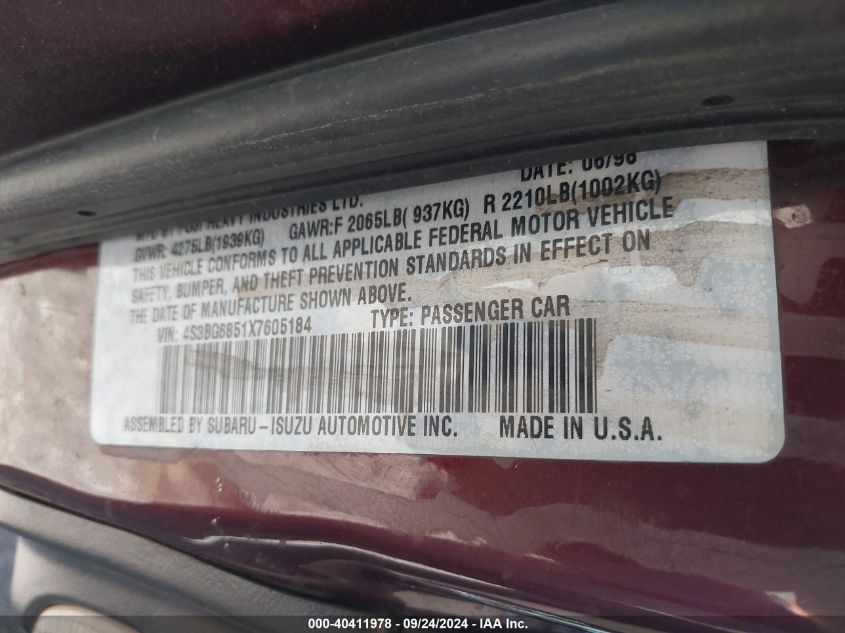 DATE: 06/98
MFD BY FUJI HEAVY INDUSTRIES LTD.
GVWR: 4275LB(1939KG) GAWR:F 2065LB( 937KG) R 2210LB(1002KG)
THIS VEHICLE CONFORMS TO ALL APPLICABLE FEDERAL MOTOR VEHICLE
SAFETY, BUMPER, AND THEFT PREVENTION STANDARDS IN EFFECT ON
THE DATE OF MANUFACTURE SHOWN ABOVE.
VIN: 4S3BG6851X7605184 TYPE: PASSENGER CAR
ASSEMBLED BY SUBARU-ISUZU AUTOMOTIVE INC. MADE IN U.S.A.
000-40411978 - 09/24/2024 - IAA Inc.